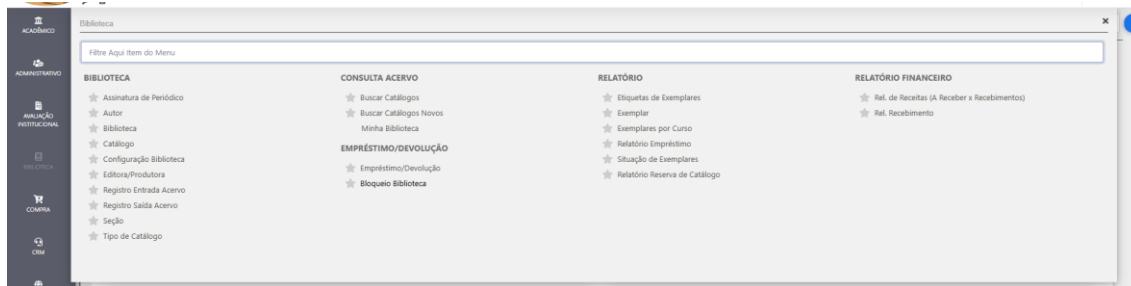 ACADÊMICO
ADMINISTRATIVO
AVALIAÇÃO
INSTITUCIONAL
BIBLIOTECA
COMPRA
CRM
Biblioteca
×
Filtre Aqui Item do Menu
BIBLIOTECA
Assinatura de Periódico
Autor
Biblioteca
Catálogo
Configuração Biblioteca
Editora/Produtora
Registro Entrada Acervo
Registro Saída Acervo
Seção
Tipo de Catálogo
CONSULTA ACERVO
Buscar Catálogos
Buscar Catálogos Novos
Minha Biblioteca
EMPRÉSTIMO/DEVOLUÇÃO
Empréstimo/Devolução
Bloqueio Biblioteca
RELATÓRIO
Etiquetas de Exemplares
Exemplar
Exemplares por Curso
Relatório Empréstimo
Situação de Exemplares
Relatório Reserva de Catálogo
RELATÓRIO FINANCEIRO
Rel. de Receitas (A Receber x Recebimentos)
Rel. Recebimento